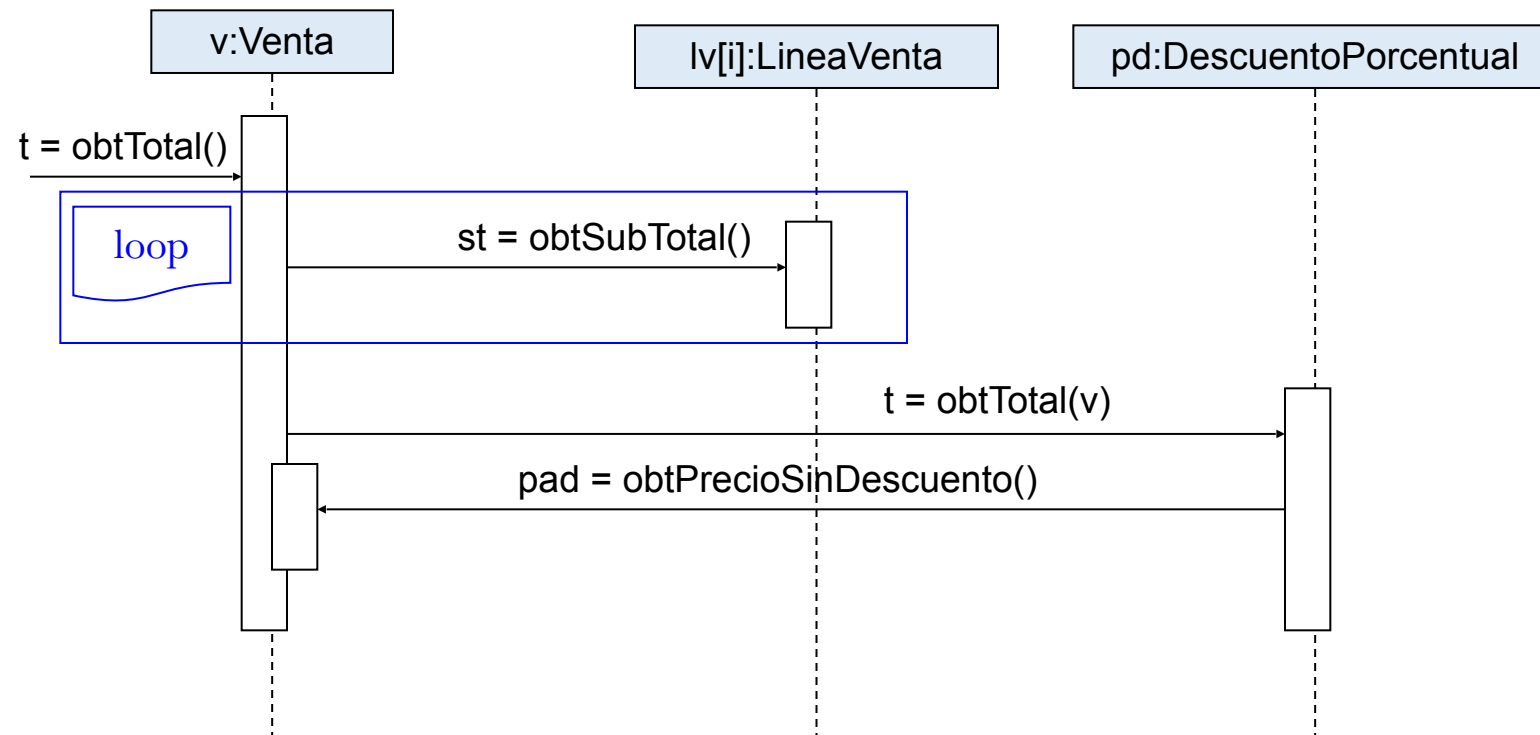 v:Venta
lv[i]:LineaVenta
pd:DescuentoPorcentual
t = obtTotal()
loop
st = obtSubTotal()
t = obtTotal(v)
pad = obtPrecioSinDescuento()